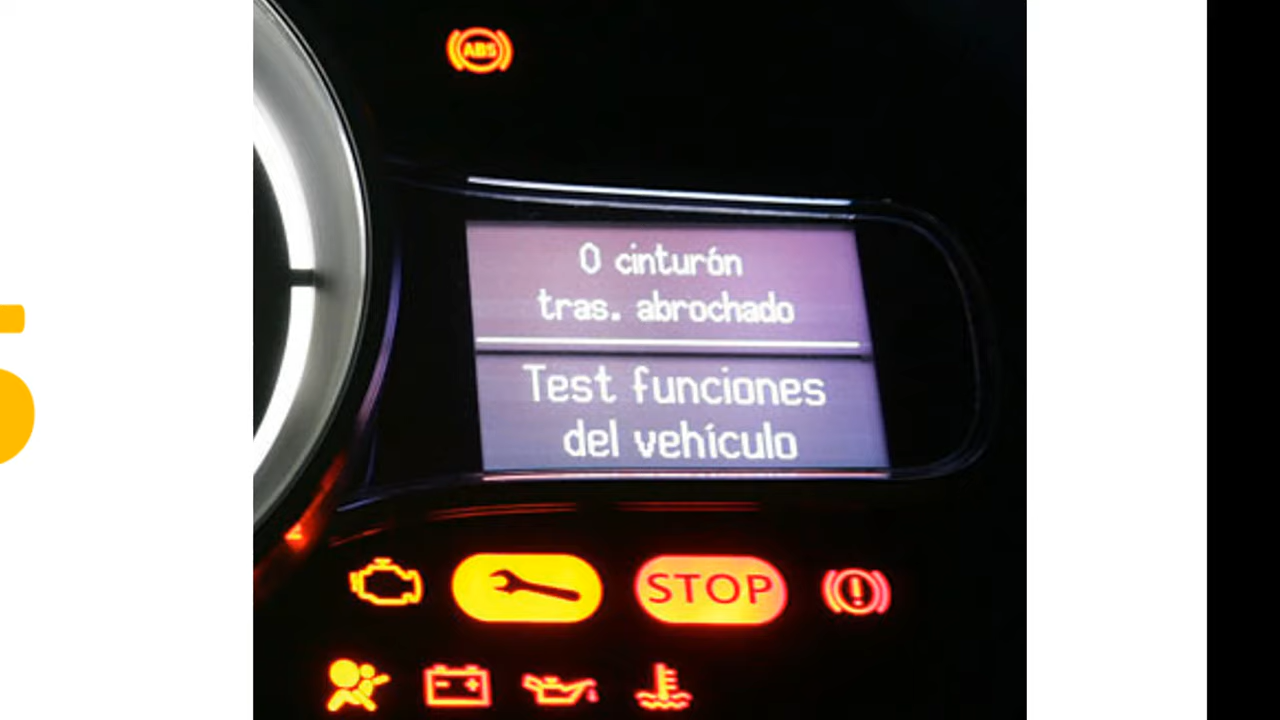 ABS
0 cinturón
tras. abrochado
Test funciones
del vehículo
STOP